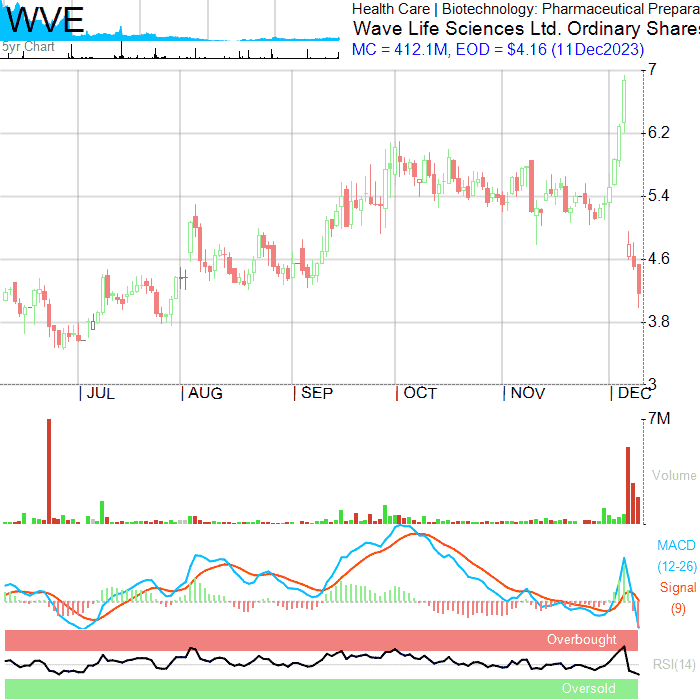 WVE
5yr Chart
Health Care | Biotechnology: Pharmaceutical Prepara
Wave Life Sciences Ltd. Ordinary Shares
MC = 412.1M, EOD = $4.16 (11Dec2023)
7
6.2
5.4
4.6
3.8
3
JUL AUG SEP OCT NOV DEC
7M
Volume
MACD
(12-26)
Signal
(9)
Overbought
RSI(14)
Oversold